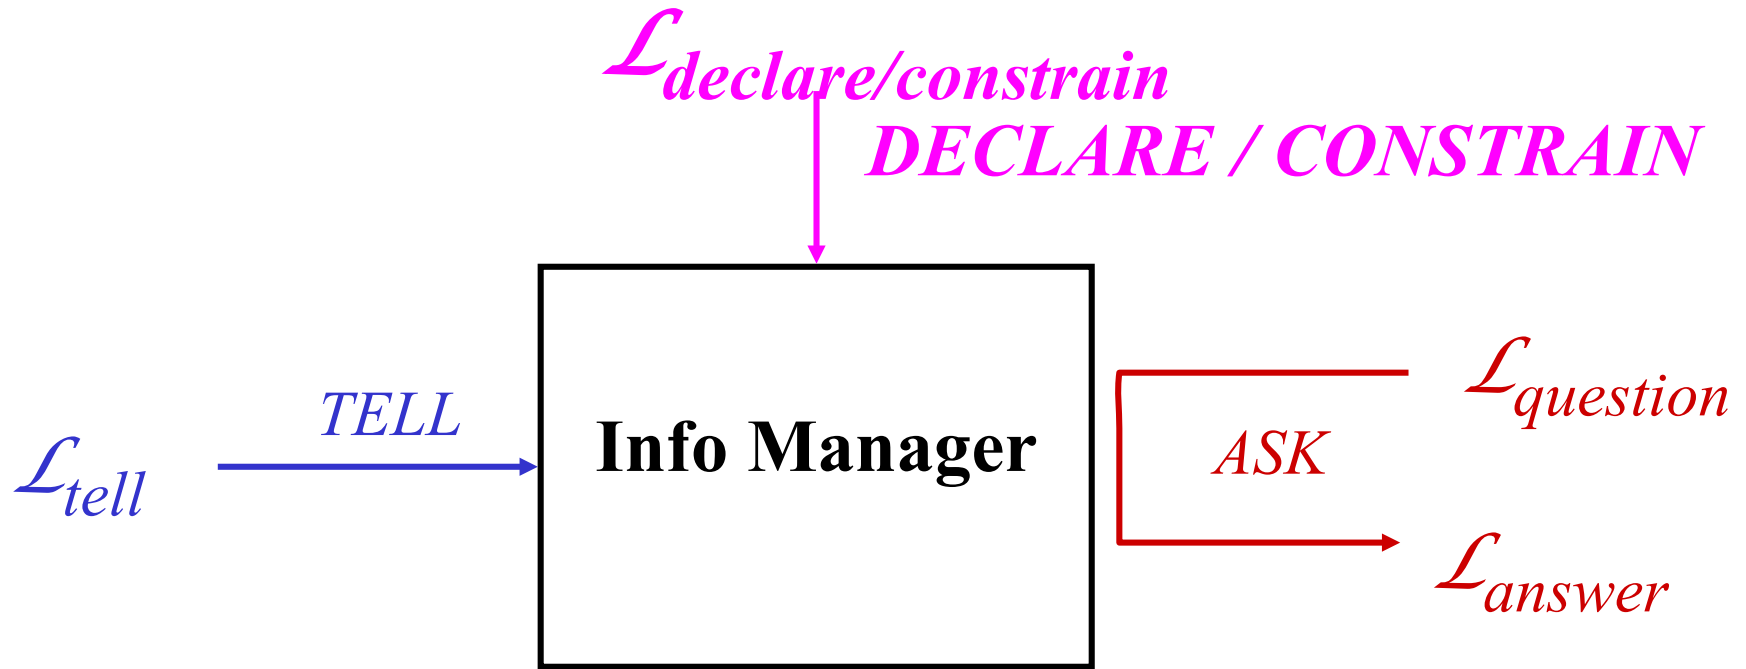 ℒdeclare/constrain
DECLARE / CONSTRAIN
TELL
ℒtell
Info Manager
ℒquestion
ASK
ℒanswer